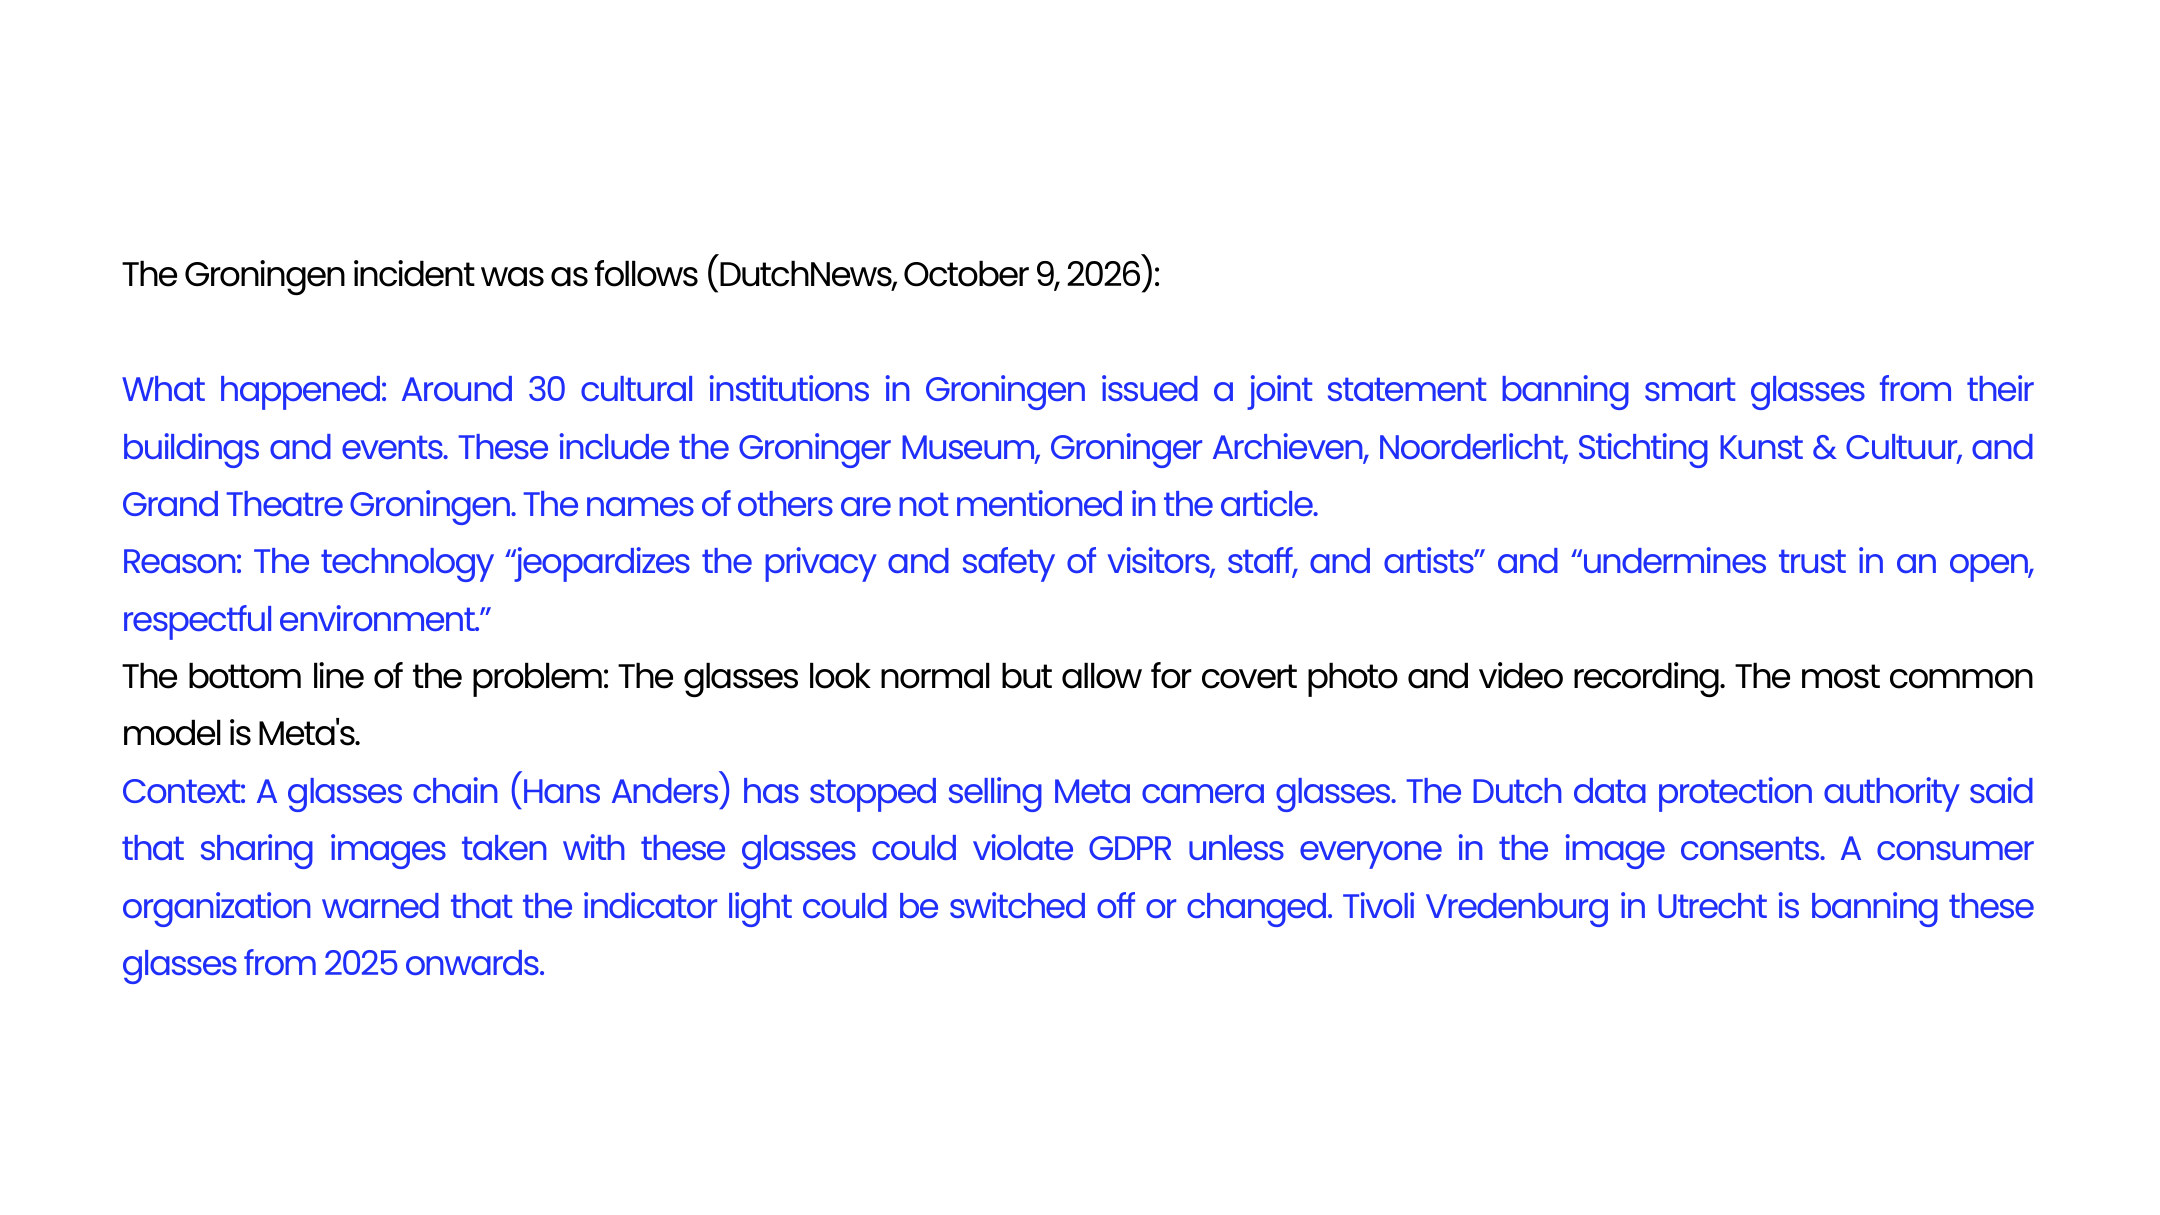 The Groningen incident was as follows (DutchNews, October 9, 2026):
What happened: Around 30 cultural institutions in Groningen issued a joint statement banning smart glasses from their
buildings and events. These include the Groninger Museum, Groninger Archieven, Noorderlicht, Stichting Kunst & Cultuur, and
Grand Theatre Groningen. The names of others are not mentioned in the article.
Reason: The technology “jeopardizes the privacy and safety of visitors, staff, and artists” and “undermines trust in an open,
respectful environment.”
The bottom line of the problem: The glasses look normal but allow for covert photo and video recording. The most common
model is Meta's.
Context: A glasses chain (Hans Anders) has stopped selling Meta camera glasses. The Dutch data protection authority said
that sharing images taken with these glasses could violate GDPR unless everyone in the image consents. A consumer
organization warned that the indicator light could be switched off or changed. Tivoli Vredenburg in Utrecht is banning these
glasses from 2025 onwards.